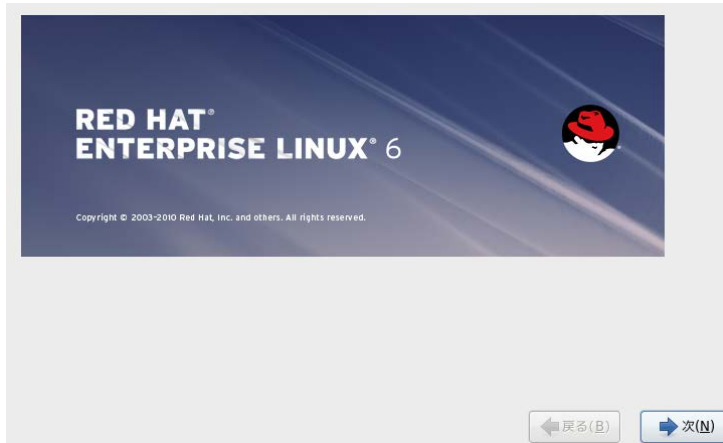 RED HAT®
ENTERPRISE LINUX® 6
Copyright © 2003-2010 Red Hat, Inc. and others. All rights reserved.
戻る(B) 次(N)